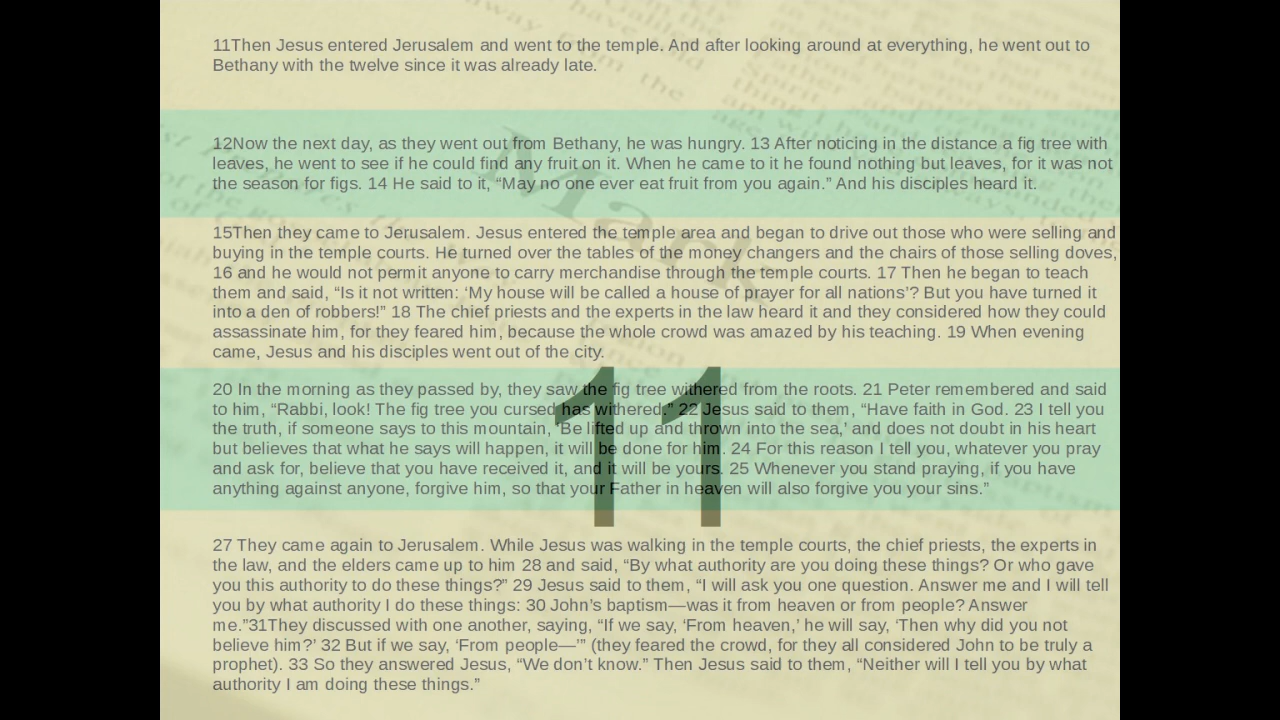 11Then Jesus entered Jerusalem and went to the temple. And after looking around at everything, he went out to
Bethany with the twelve since it was already late.
12Now the next day, as they went out from Bethany, he was hungry. 13 After noticing in the distance a fig tree with
leaves, he went to see if he could find any fruit on it. When he came to it he found nothing but leaves, for it was not
the season for figs. 14 He said to it, “May no one ever eat fruit from you again.” And his disciples heard it.
Mark
15Then they came to Jerusalem. Jesus entered the temple area and began to drive out those who were selling and
buying in the temple courts. He turned over the tables of the money changers and the chairs of those selling doves,
16 and he would not permit anyone to carry merchandise through the temple courts. 17 Then he began to teach
them and said, “Is it not written: ‘My house will be called a house of prayer for all nations’? But you have turned it
into a den of robbers!” 18 The chief priests and the experts in the law heard it and they considered how they could
assassinate him, for they feared him, because the whole crowd was amazed by his teaching. 19 When evening
came, Jesus and his disciples went out of the city.
20 In the morning as they passed by, they saw the fig tree withered from the roots. 21 Peter remembered and said
to him, “Rabbi, look! The fig tree you cursed has withered.” 22 Jesus said to them, “Have faith in God. 23 I tell you
the truth, if someone says to this mountain, ‘Be lifted up and thrown into the sea,’ and does not doubt in his heart
but believes that what he says will happen, it will be done for him. 24 For this reason I tell you, whatever you pray
and ask for, believe that you have received it, and it will be yours. 25 Whenever you stand praying, if you have
anything against anyone, forgive him, so that your Father in heaven will also forgive you your sins.”
11
27 They came again to Jerusalem. While Jesus was walking in the temple courts, the chief priests, the experts in
the law, and the elders came up to him 28 and said, “By what authority are you doing these things? Or who gave
you this authority to do these things?” 29 Jesus said to them, “I will ask you one question. Answer me and I will tell
you by what authority I do these things: 30 John’s baptism—was it from heaven or from people? Answer
me.”31They discussed with one another, saying, “If we say, ‘From heaven,’ he will say, ‘Then why did you not
believe him?’ 32 But if we say, ‘From people—’” (they feared the crowd, for they all considered John to be truly a
prophet). 33 So they answered Jesus, “We don’t know.” Then Jesus said to them, “Neither will I tell you by what
authority I am doing these things.”